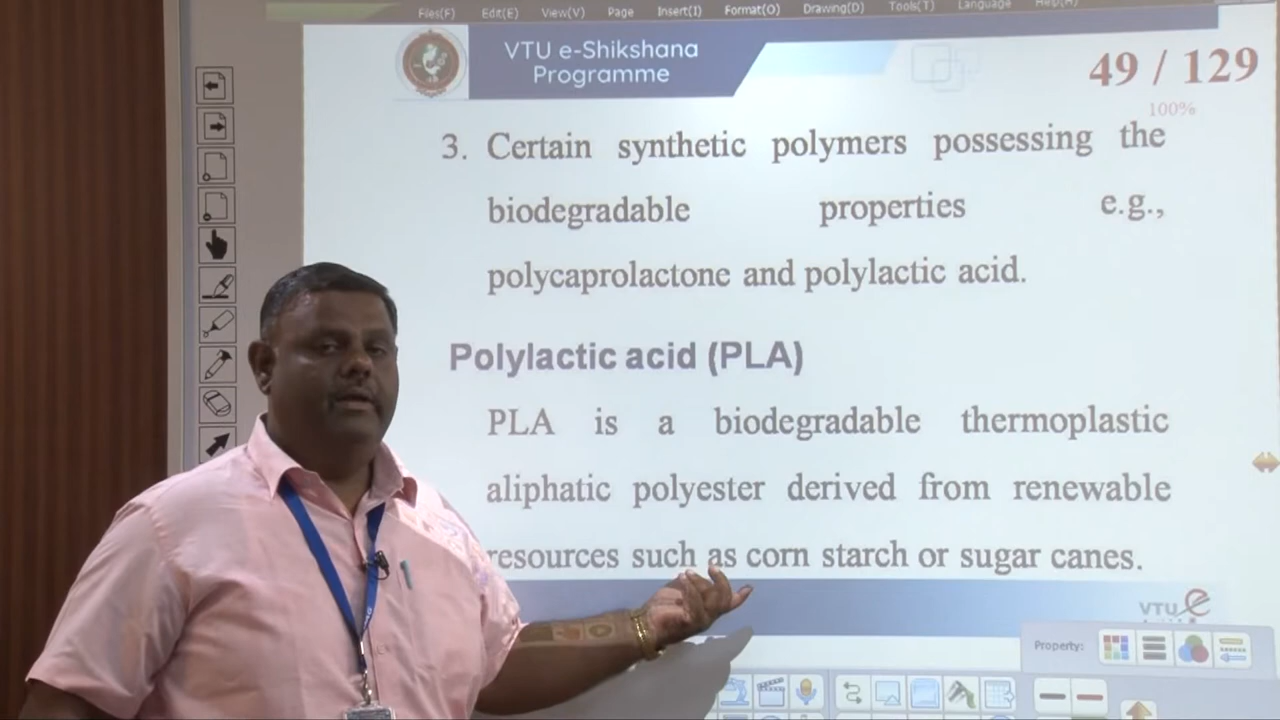 Files(F) Edit(E) View(V) Page Insert(I) Format(O) Drawing(D) Tools(T) Language Help(H)
VTU e-Shikshana
Programme
49 / 129
100%
3. Certain synthetic polymers possessing the
biodegradable properties e.g.,
polycaprolactone and polylactic acid.
Polylactic acid (PLA)
PLA is a biodegradable thermoplastic
aliphatic polyester derived from renewable
resources such as corn starch or sugar canes.
VTU e
Property: